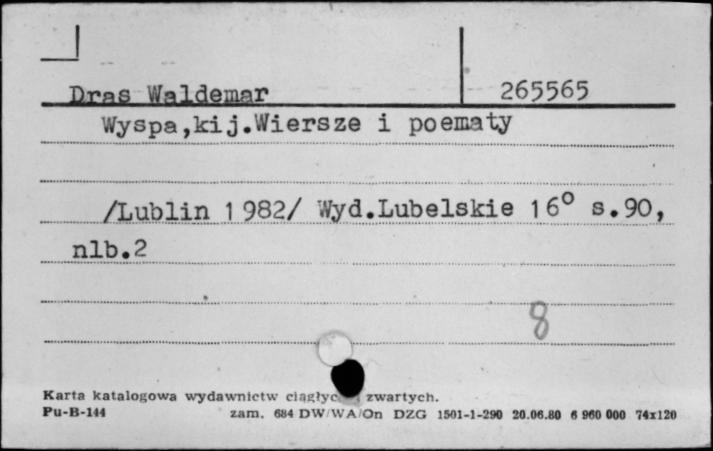 Dras Waldemar 265565
Wyspa,kij.Wiersze i poematy
/Lublin 1982/ Wyd.Lubelskie 16° s.90,
nlb.2
8
Karta katalogowa wydawnictw ciągłyc zwartych.
Pu-B-144 zam. 684 DW/WA/On DZG 1501-1-290 20.06.80 6 960 000 74x120